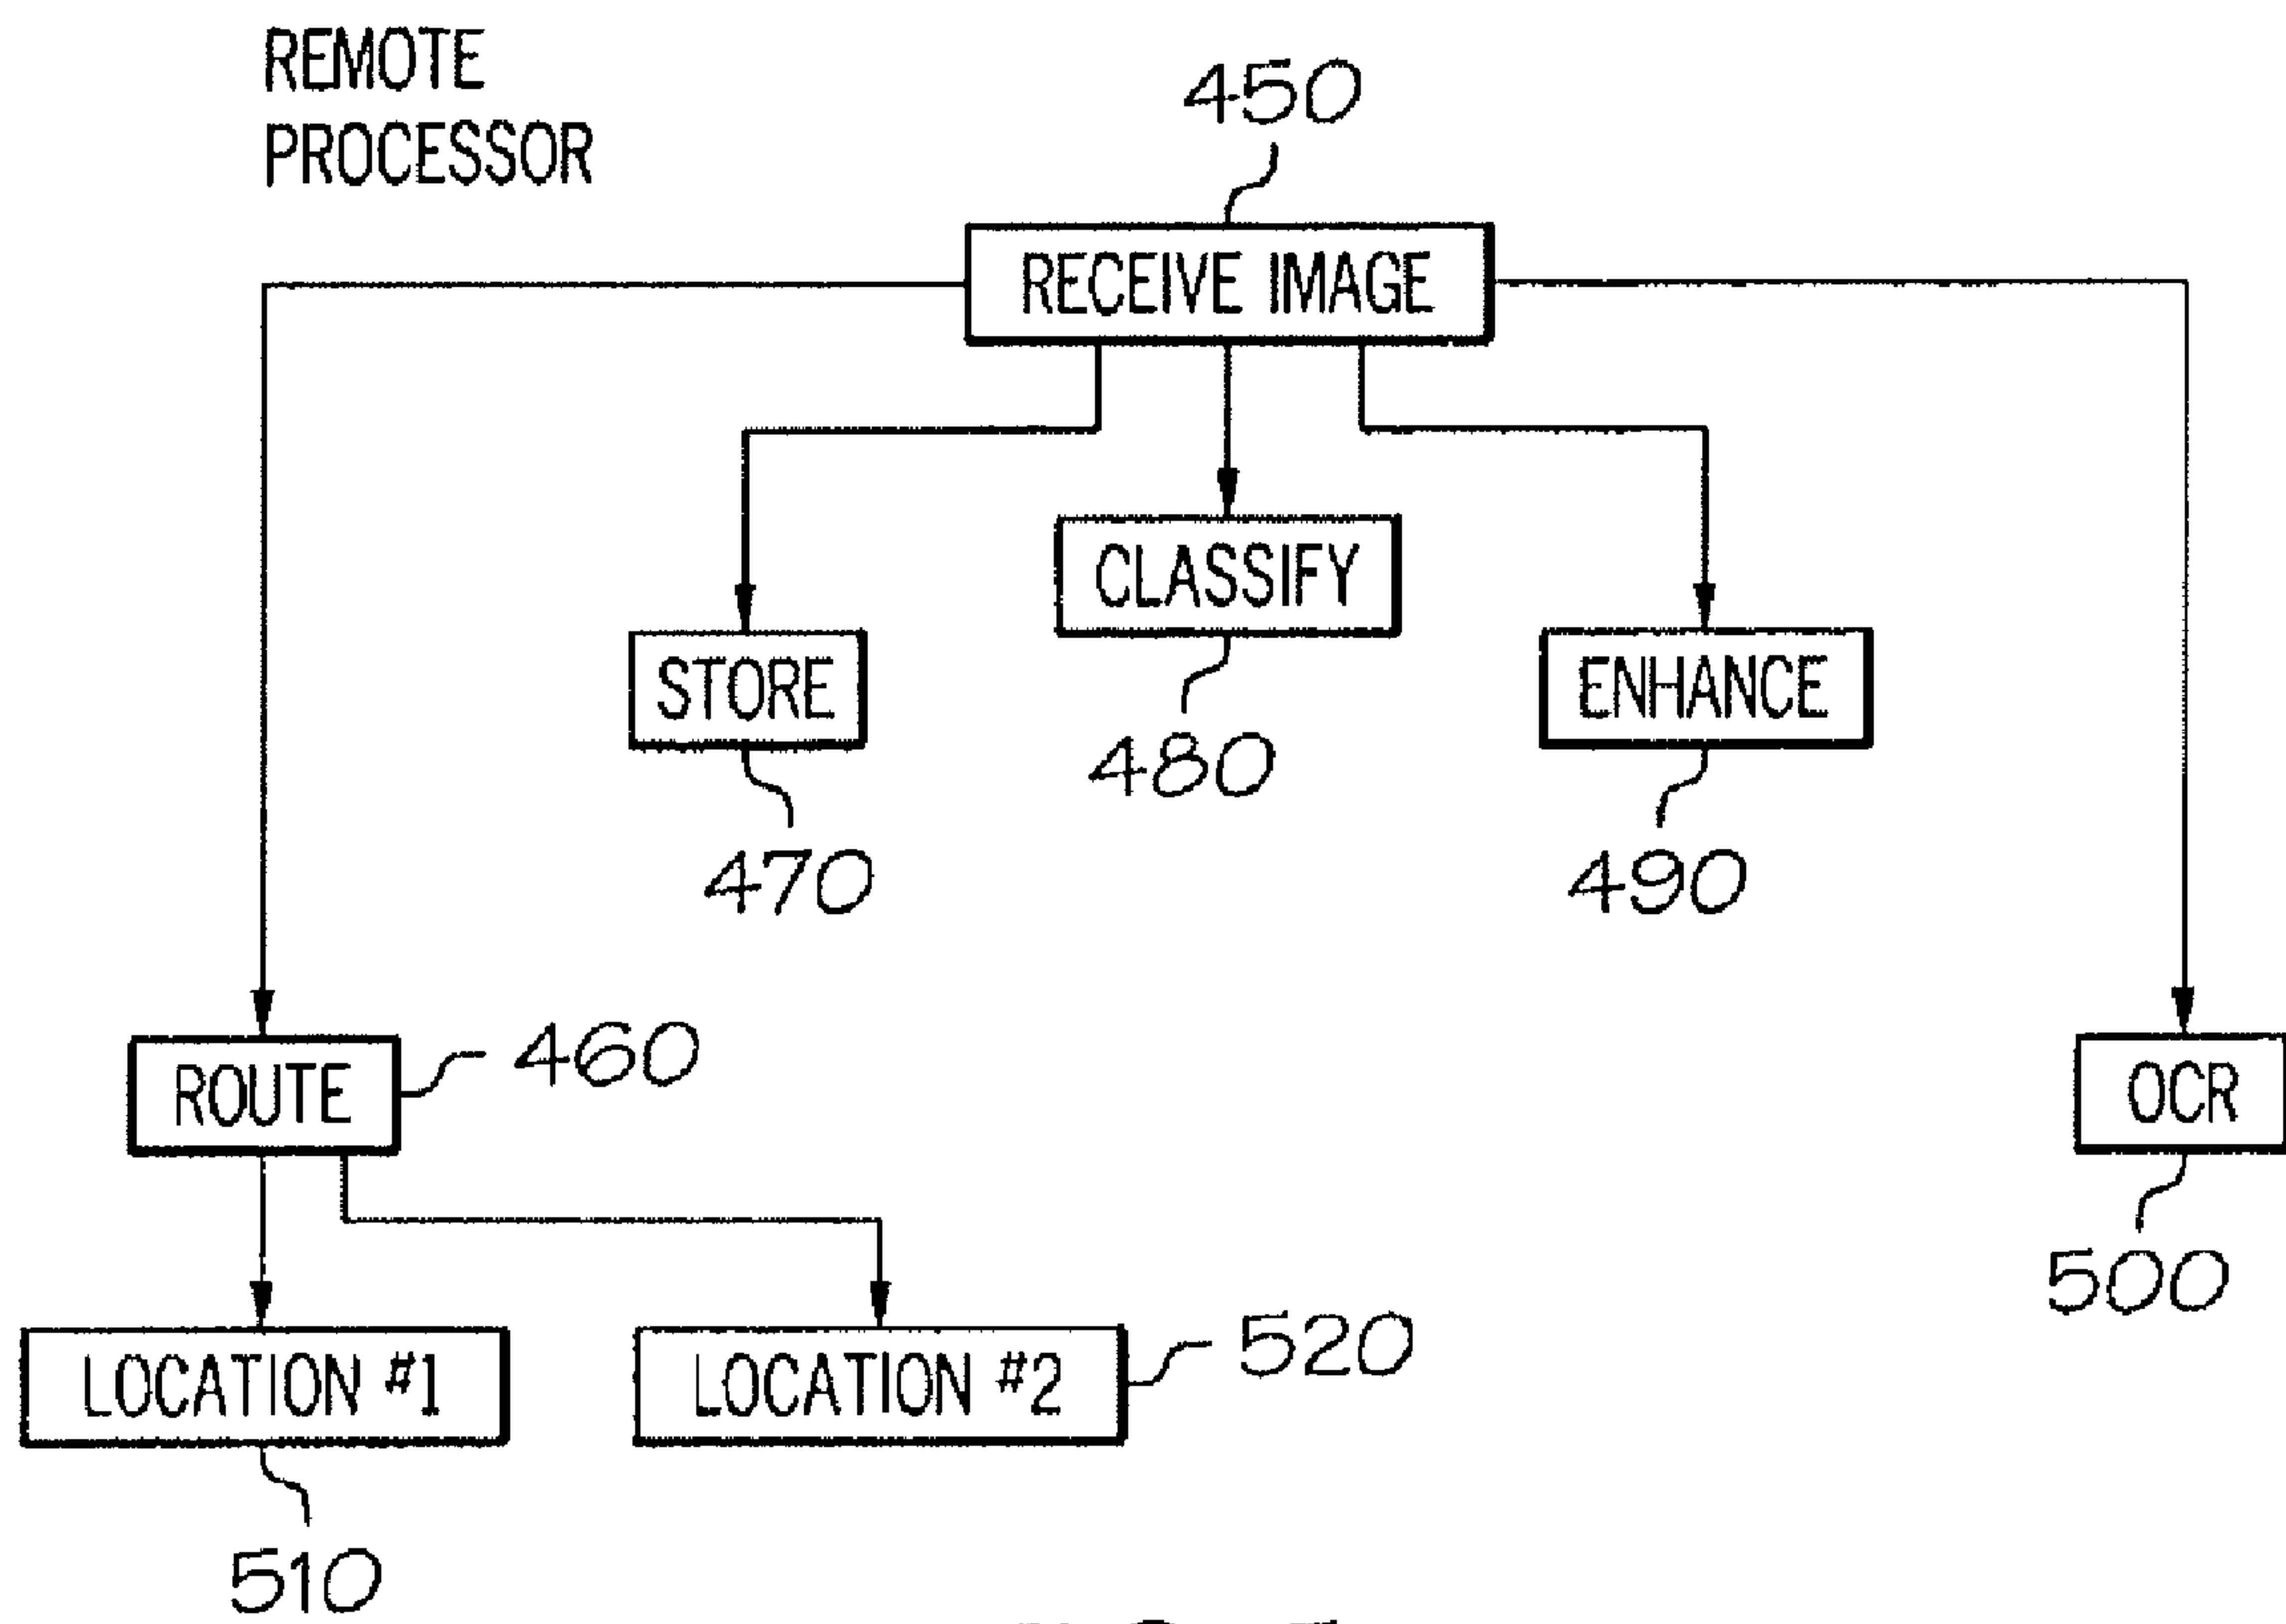 REMOTE
PROCESSOR
450
RECEIVE IMAGE
CLASSIFY
STORE
ENHANCE
480
470
490
ROUTE
460
OCR
500
LOCATION #1
LOCATION #2
520
510